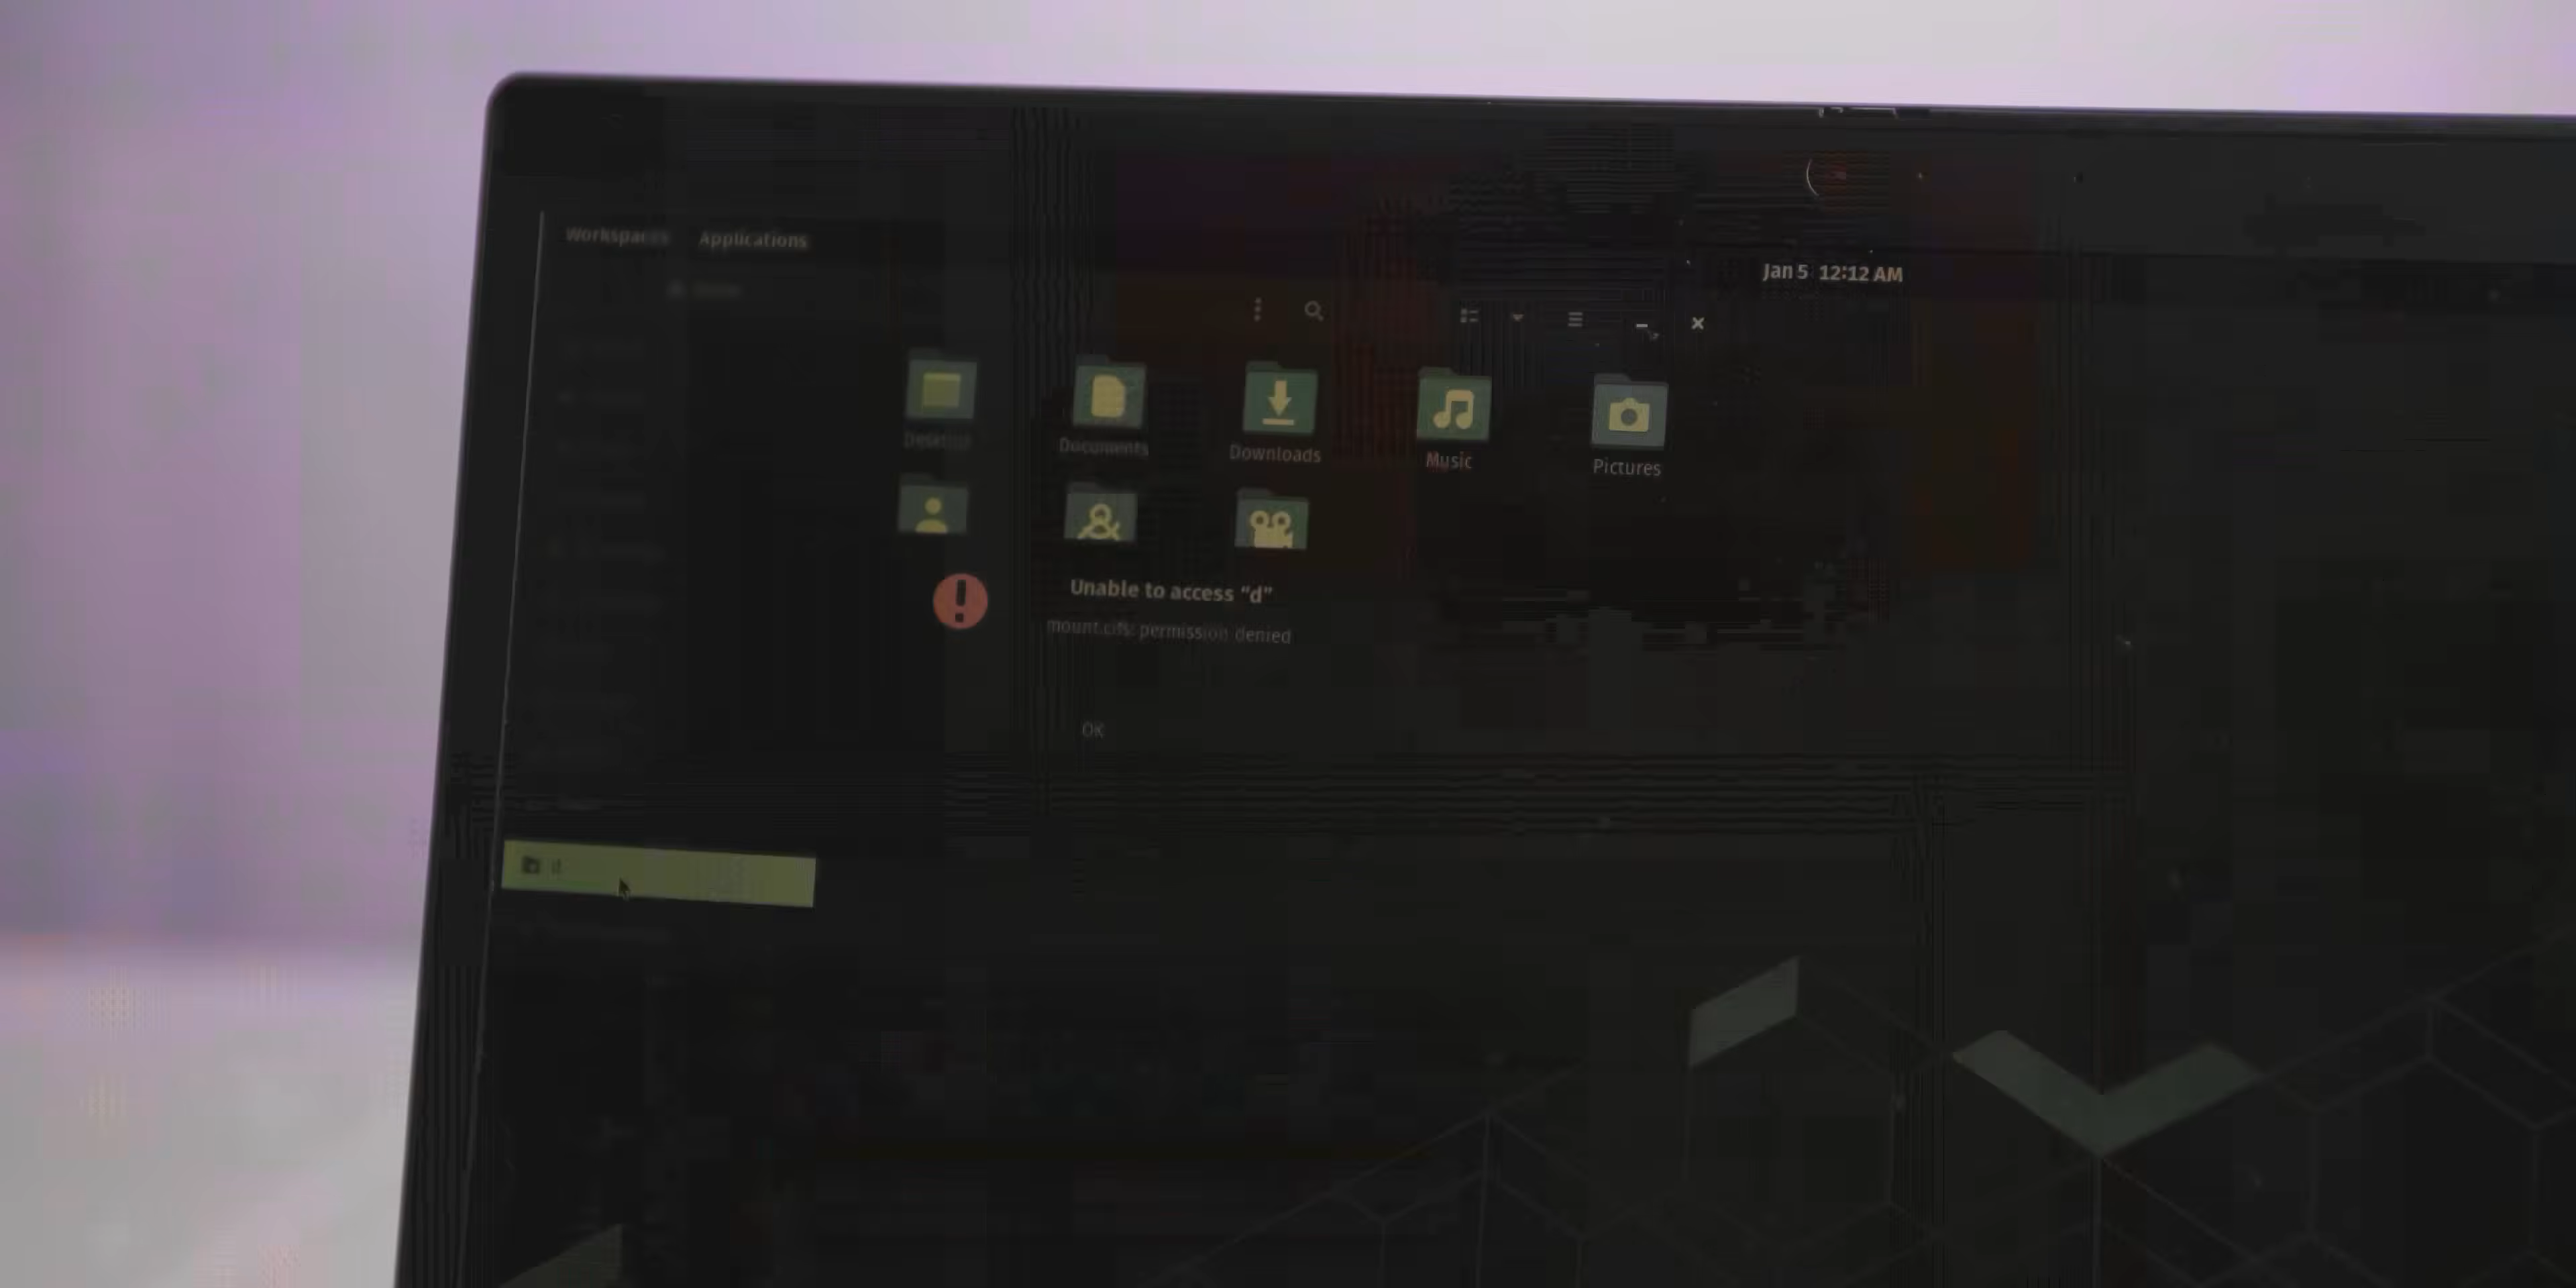 Workspaces Applications
Jan 5 12:12 AM
Desktop Documents Downloads Music Pictures
Unable to access “d”
mount.cifs: permission denied
OK
d